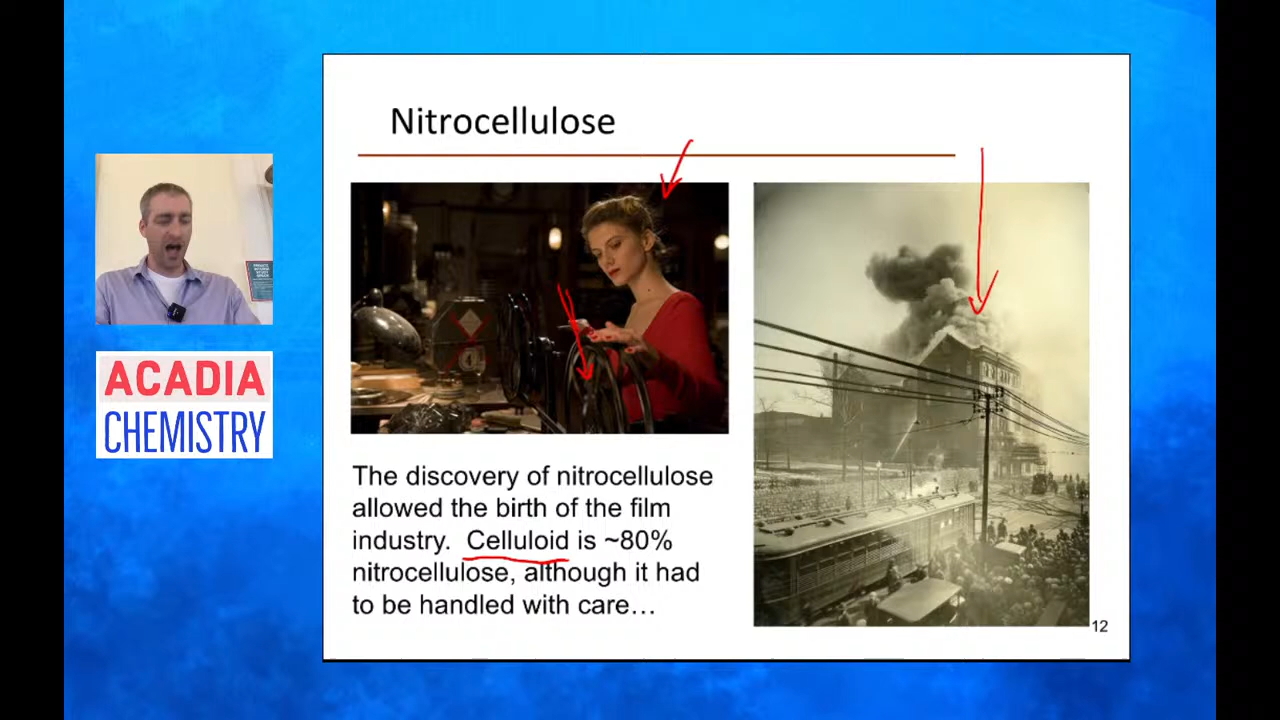 Nitrocellulose
ACADIA
CHEMISTRY
The discovery of nitrocellulose
allowed the birth of the film
industry. Celluloid is ~80%
nitrocellulose, although it had
to be handled with care…
12